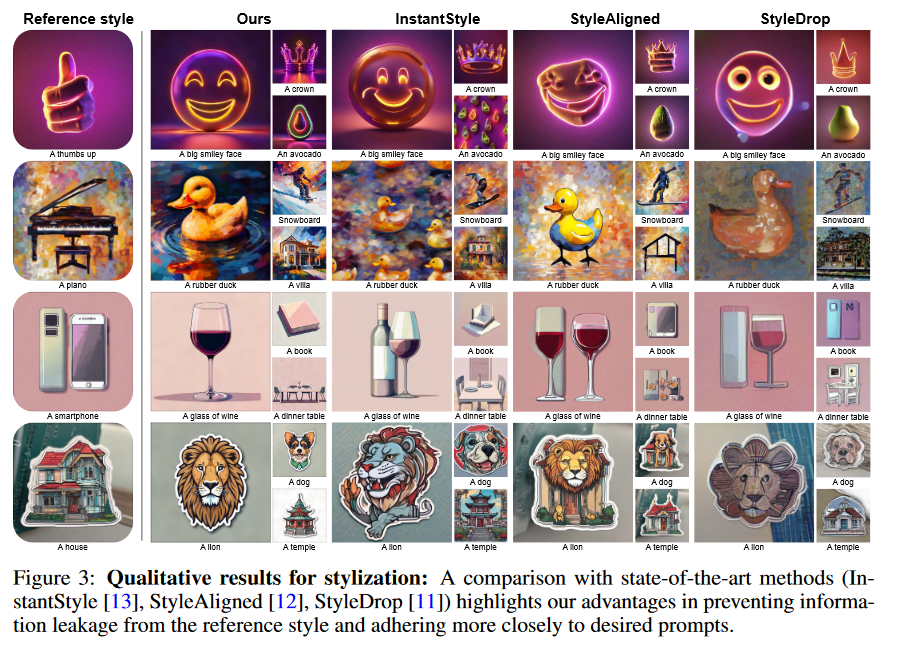 Reference style Ours InstantStyle StyleAligned StyleDrop
A crown A crown A crown A crown
A thumbs up A big smiley face An avocado A big smiley face An avocado A big smiley face An avocado A big smiley face An avocado
Snowboard Snowboard Snowboard Snowboard
A piano A rubber duck A villa A rubber duck A villa A rubber duck A villa A rubber duck A villa
A book A book A book A book
A smartphone A glass of wine A dinner table A glass of wine A dinner table A glass of wine A dinner table A glass of wine A dinner table
A dog A dog A dog A dog
A house A lion A temple A lion A temple A lion A temple A lion A temple
Figure 3: Qualitative results for stylization: A comparison with state-of-the-art methods (In-
stantStyle [13], StyleAligned [12], StyleDrop [11]) highlights our advantages in preventing informa-
tion leakage from the reference style and adhering more closely to desired prompts.